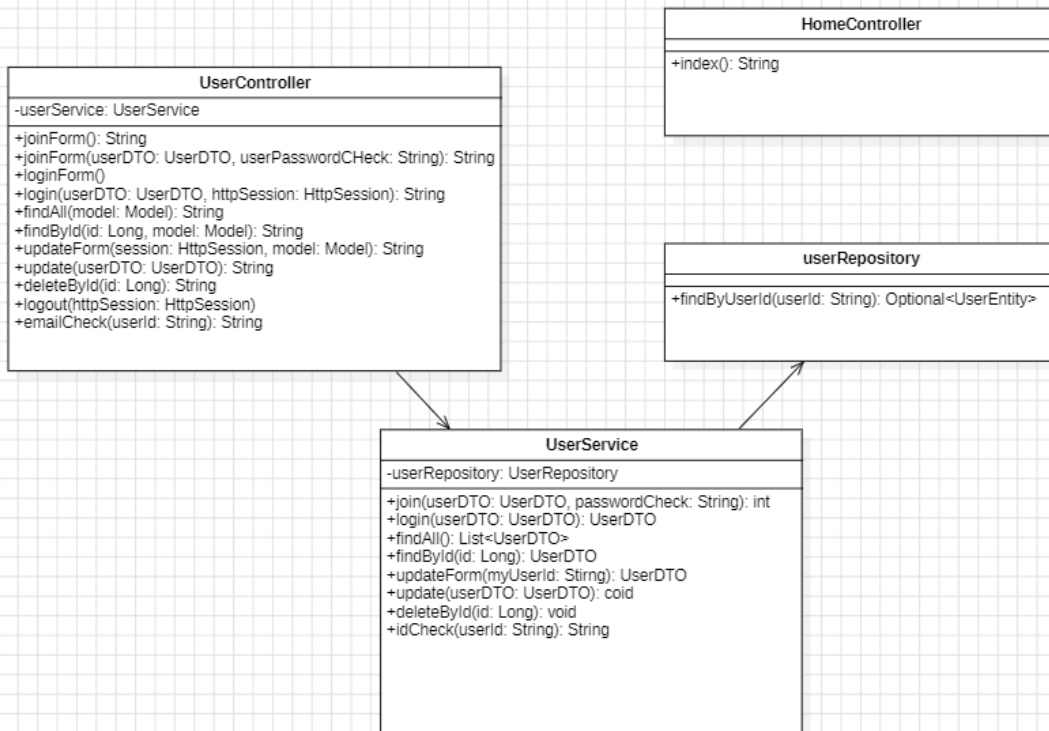 HomeController
+index(): String
UserController
-userService: UserService
+joinForm(): String
+joinForm(userDTO: UserDTO, userPasswordCHeck: String): String
+loginForm()
+login(userDTO: UserDTO, httpSession: HttpSession): String
+findAll(model: Model): String
+findById(id: Long, model: Model): String
+updateForm(session: HttpSession, model: Model): String
+update(userDTO: UserDTO): String
+deleteById(id: Long): String
+logout(httpSession: HttpSession)
+emailCheck(userId: String): String
userRepository
+findByUserId(userId: String): Optional<UserEntity>
UserService
-userRepository: UserRepository
+join(userDTO: UserDTO, passwordCheck: String): int
+login(userDTO: UserDTO): UserDTO
+findAll(): List<UserDTO>
+findById(id: Long): UserDTO
+updateForm(myUserId: Stirng): UserDTO
+update(userDTO: UserDTO): coid
+deleteById(id: Long): void
+idCheck(userId: String): String